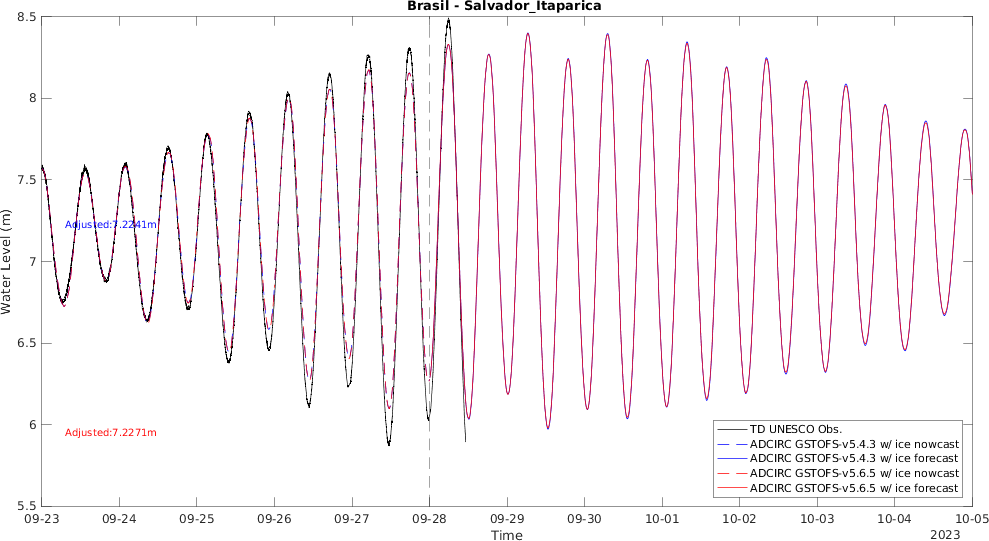 Brasil - Salvador_Itaparica
8.5
8
7.5
7
6.5
6
5.5
Water Level (m)
Adjusted:7.2241m
Adjusted:7.2271m
TD UNESCO Obs.
ADCIRC GSTOFS-v5.4.3 w/ ice nowcast
ADCIRC GSTOFS-v5.4.3 w/ ice forecast
ADCIRC GSTOFS-v5.6.5 w/ ice nowcast
ADCIRC GSTOFS-v5.6.5 w/ ice forecast
09-23 09-24 09-25 09-26 09-27 09-28 09-29 09-30 10-01 10-02 10-03 10-04 10-05
Time
2023